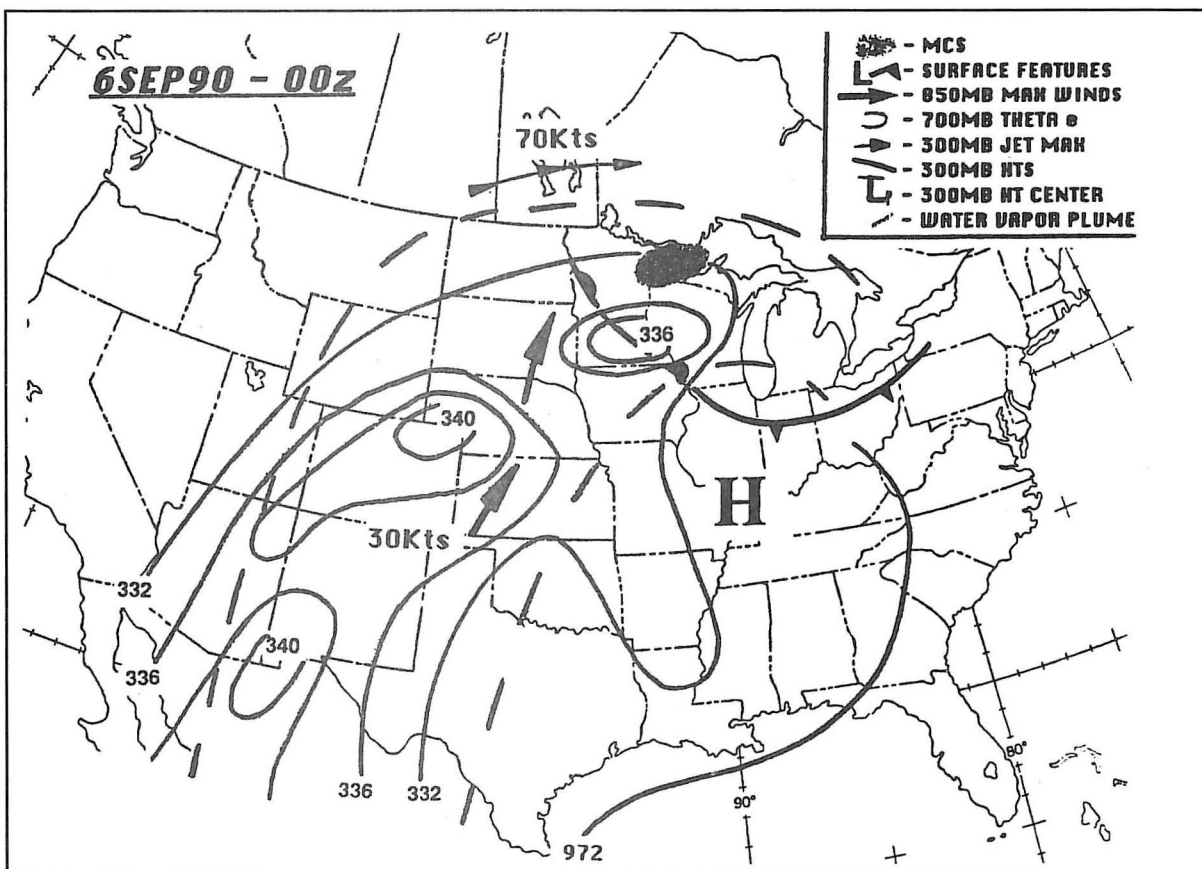 6SEP90 - 00z
- MCS
- SURFACE FEATURES
- 850MB MAX WINDS
- 700MB THETA e
- 300MB JET MAX
- 300MB HTS
- 300MB HT CENTER
- WATER VAPOR PLUME
70Kts
336
340
H
30Kts
332
340
336
336
332
972
90°
80°